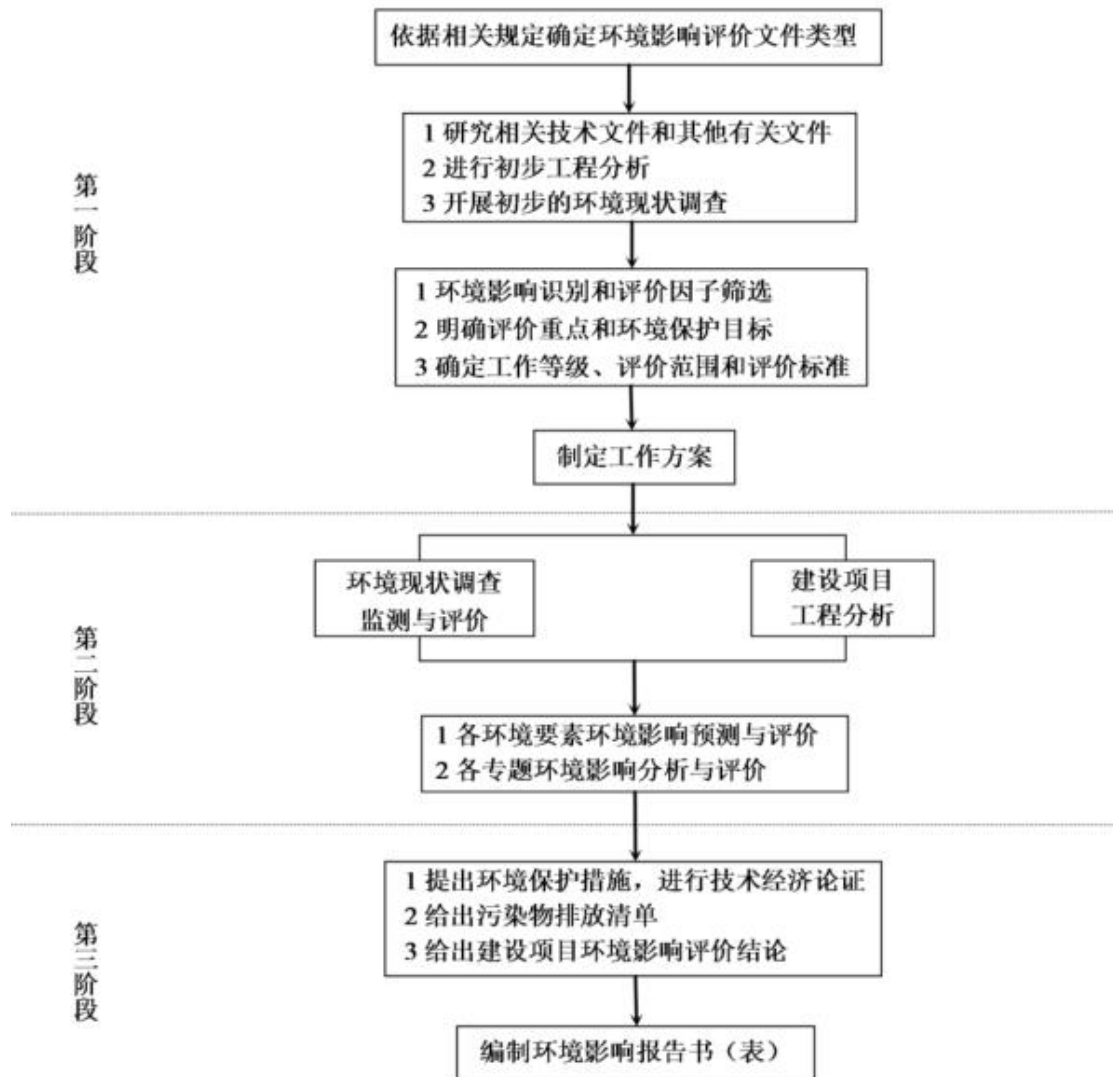 依据相关规定确定环境影响评价文件类型
1 研究相关技术文件和其他有关文件
2 进行初步工程分析
3 开展初步的环境现状调查
第一阶段
1 环境影响识别和评价因子筛选
2 明确评价重点和环境保护目标
3 确定工作等级、评价范围和评价标准
制定工作方案
环境现状调查
监测与评价
建设项目
工程分析
第二阶段
1 各环境要素环境影响预测与评价
2 各专题环境影响分析与评价
1 提出环境保护措施，进行技术经济论证
2 给出污染物排放清单
3 给出建设项目环境影响评价结论
第三阶段
编制环境影响报告书（表）